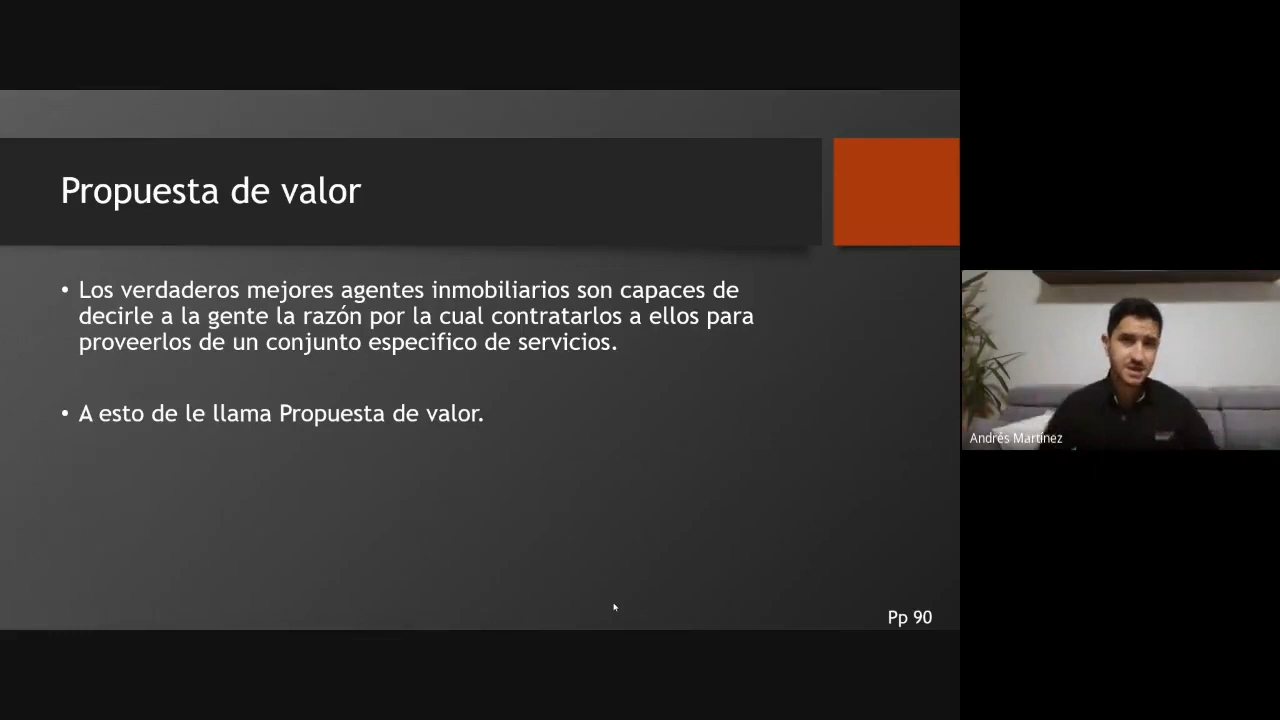 Propuesta de valor
• Los verdaderos mejores agentes inmobiliarios son capaces de
decirle a la gente la razón por la cual contratarlos a ellos para
proveerlos de un conjunto especifico de servicios.
• A esto de le llama Propuesta de valor.
Pp 90
Andrés Martínez